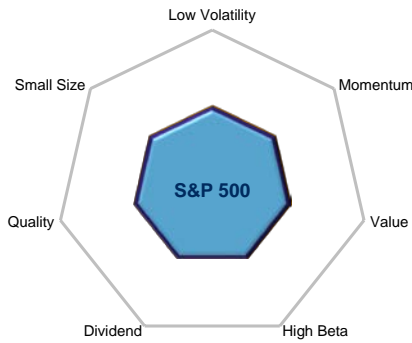 Low Volatility
Small Size
Momentum
S&P 500
Quality
Value
Dividend
High Beta